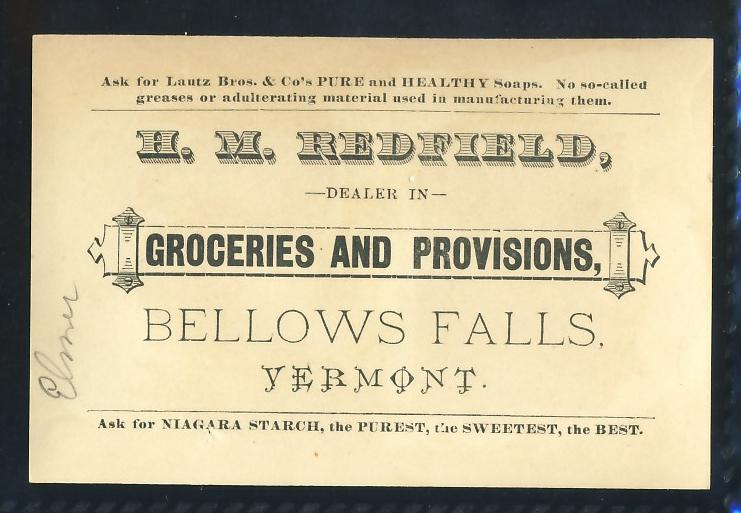 Ask for Lautz Bros. & Co's PURE and HEALTHY Soaps. No so-called
greases or adulterating material used in manufacturing them.
H. M. REDFIELD,
—DEALER IN—
GROCERIES AND PROVISIONS,
BELLOWS FALLS,
VERMONT.
Ask for NIAGARA STARCH, the PUREST, the SWEETEST, the BEST.
Elmer